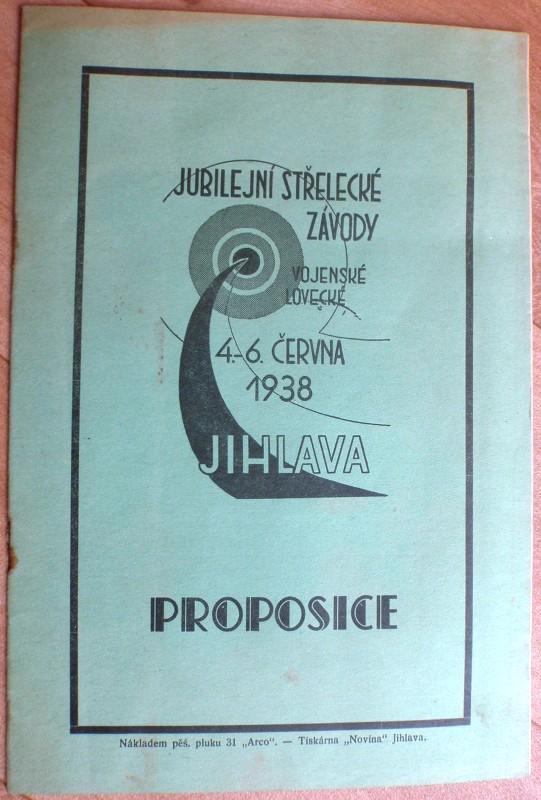 JUBILEJNÍ STŘELECKÉ
ZÁVODY
VOJENSKÉ
LOVECKÉ
4.-6. ČERVNA
1938
JIHLAVA
PROPOSICE
Nákladem pěš. pluku 31 „Arco“. — Tiskárna „Novina“ Jihlava.